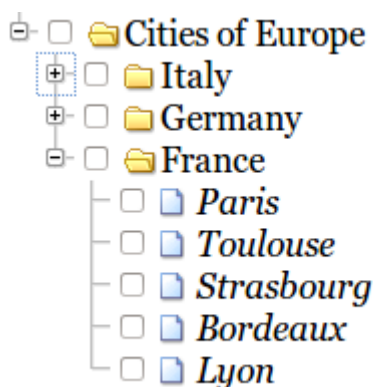 Cities of Europe
Italy
Germany
France
Paris
Toulouse
Strasbourg
Bordeaux
Lyon